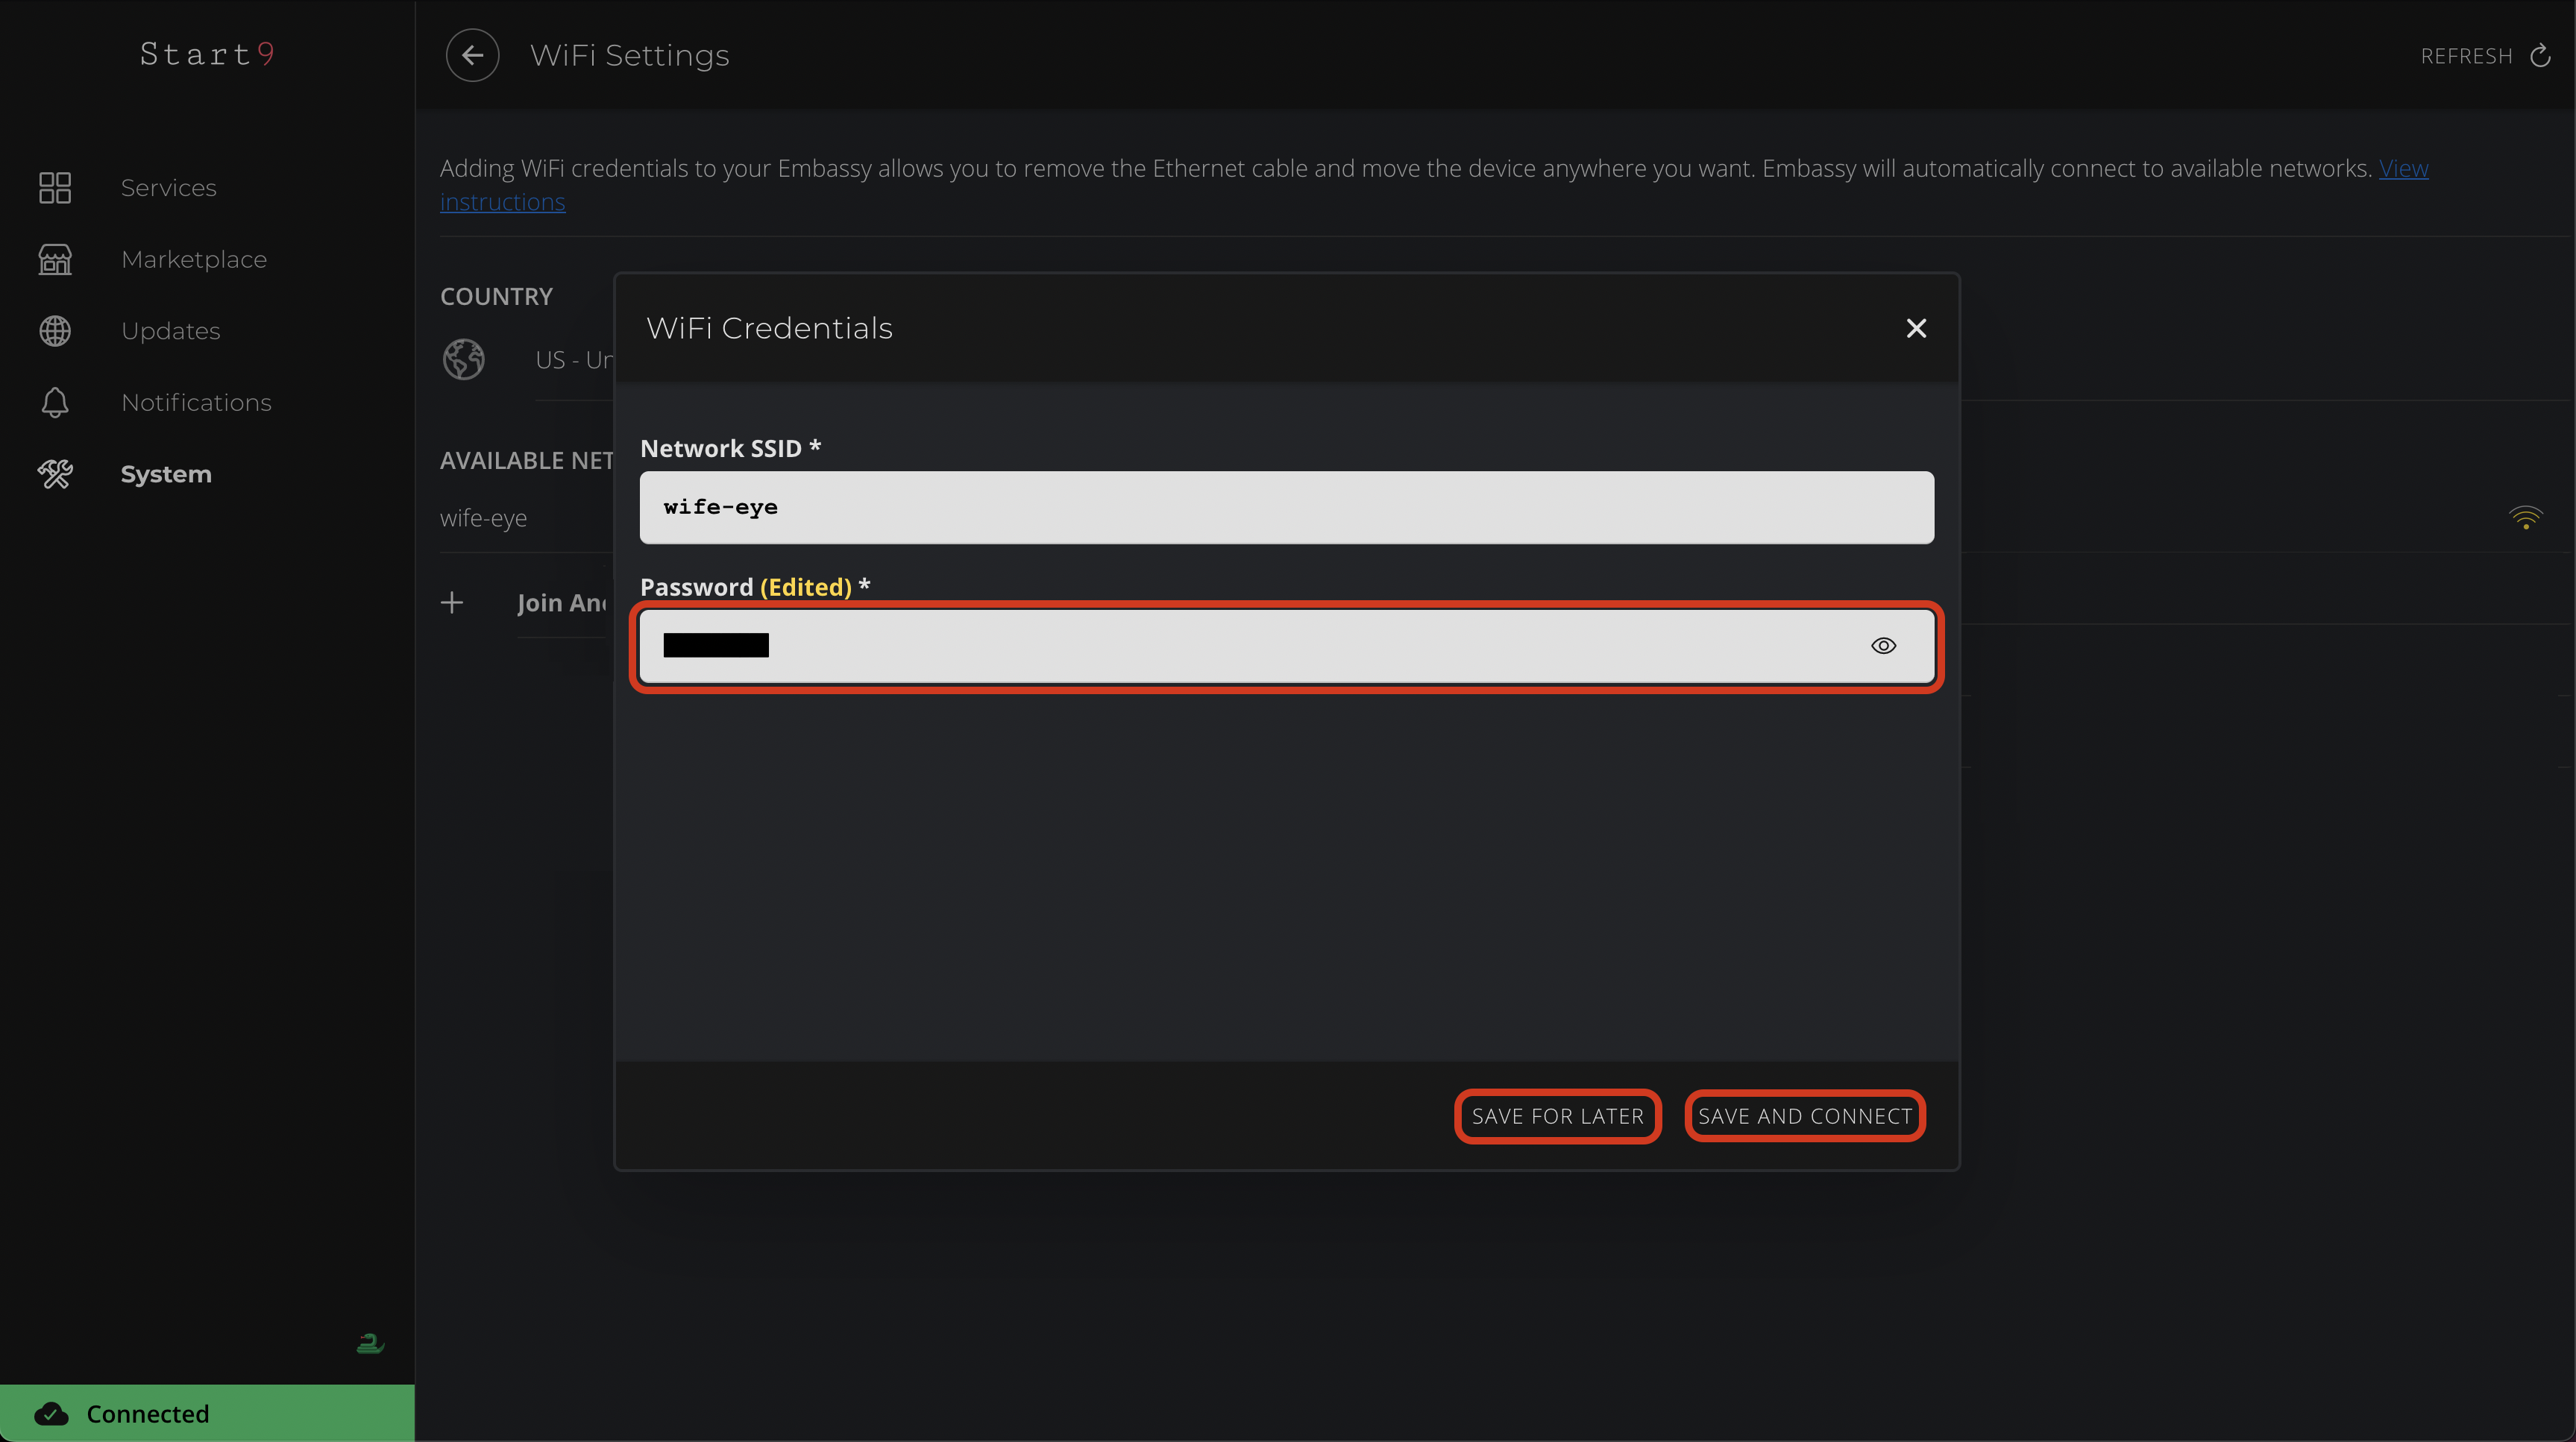 Start9
Services
Marketplace
Updates
Notifications
System
Connected
WiFi Settings
REFRESH
Adding WiFi credentials to your Embassy allows you to remove the Ethernet cable and move the device anywhere you want. Embassy will automatically connect to available networks. View
instructions
COUNTRY
US - Un
AVAILABLE NET
wife-eye
Join Ano
WiFi Credentials
Network SSID *
wife-eye
Password (Edited) *
SAVE FOR LATER
SAVE AND CONNECT